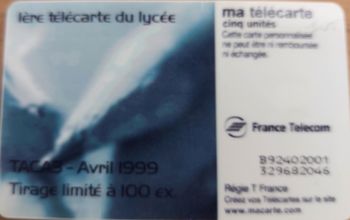 1ère télécarte du lycée
TACA3 - Avril 1999
Tirage limité à 100 ex.
ma télécarte
cinq unités
Cette carte personnalisée
ne peut être ni remboursée
ni échangée.
France Telecom
B92402001
329682046
Régie T France
Créez vos Télécartes sur le site
www.macarte.com